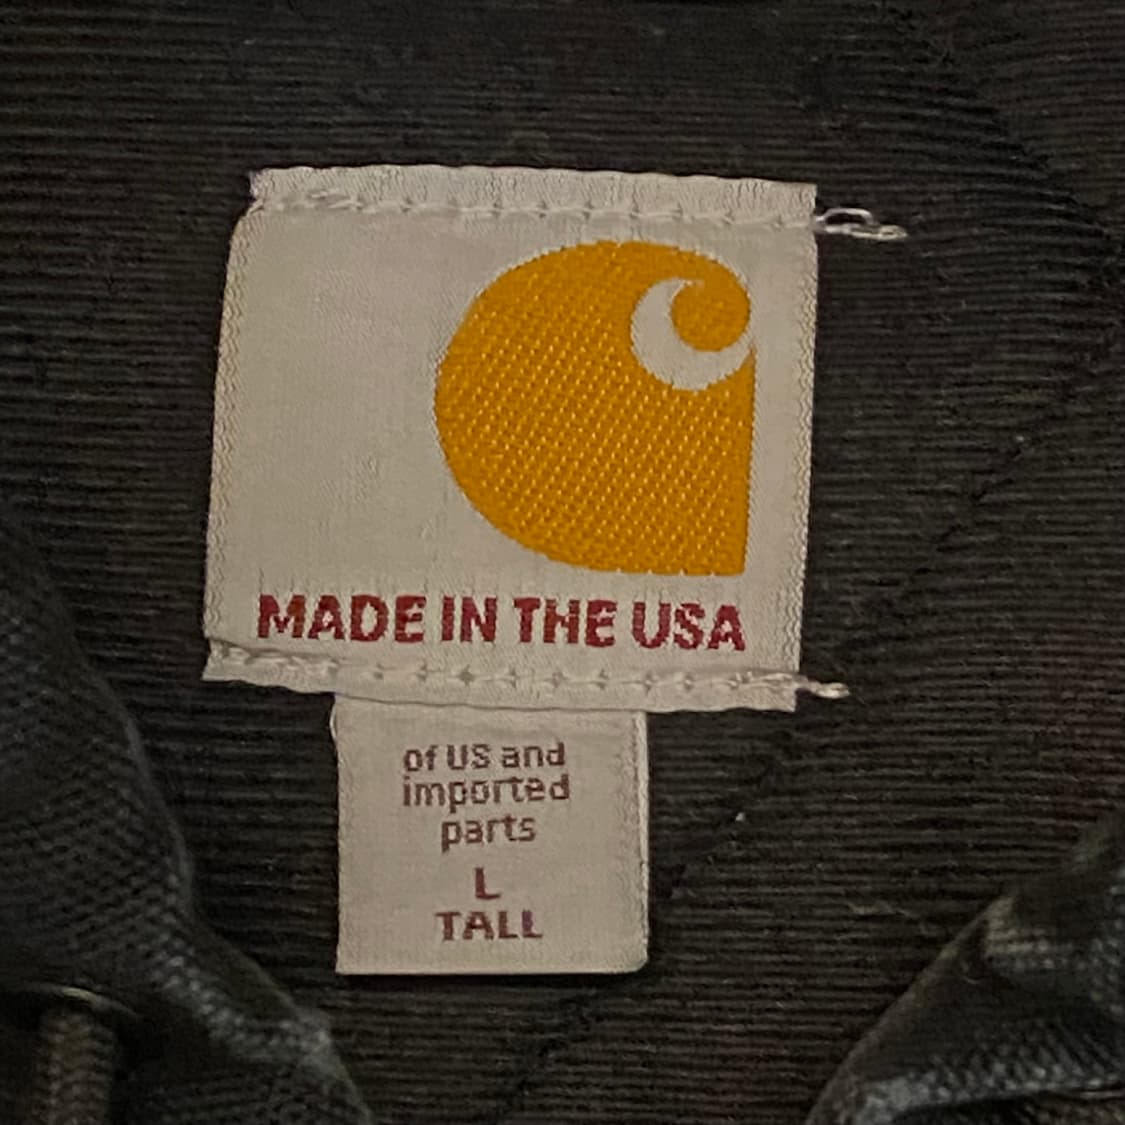 MADE IN THE USA
of US and
imported
parts
L
TALL